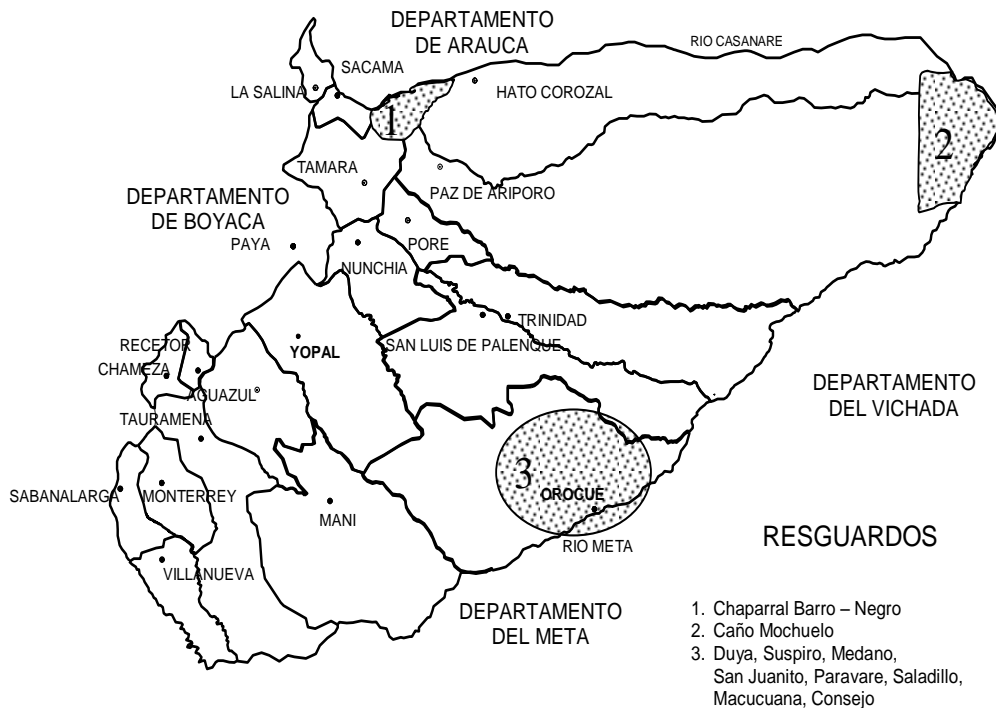 DEPARTAMENTO
DE ARAUCA
RIO CASANARE
SACAMA
LA SALINA
HATO COROZAL
1
2
TAMARA
PAZ DE ARIPORO
DEPARTAMENTO
DE BOYACA
PAYA
PORE
NUNCHIA
TRINIDAD
SAN LUIS DE PALENQUE
YOPAL
RECETOR
CHAMEZA
AGUAZUL
TAURAMENA
DEPARTAMENTO
DEL VICHADA
3
OROCUE
SABANALARGA
MONTERREY
MANI
RIO META
VILLANUEVA
DEPARTAMENTO
DEL META
RESGUARDOS
1. Chaparral Barro – Negro
2. Caño Mochuelo
3. Duya, Suspiro, Medano,
San Juanito, Paravare, Saladillo,
Macucuana, Consejo